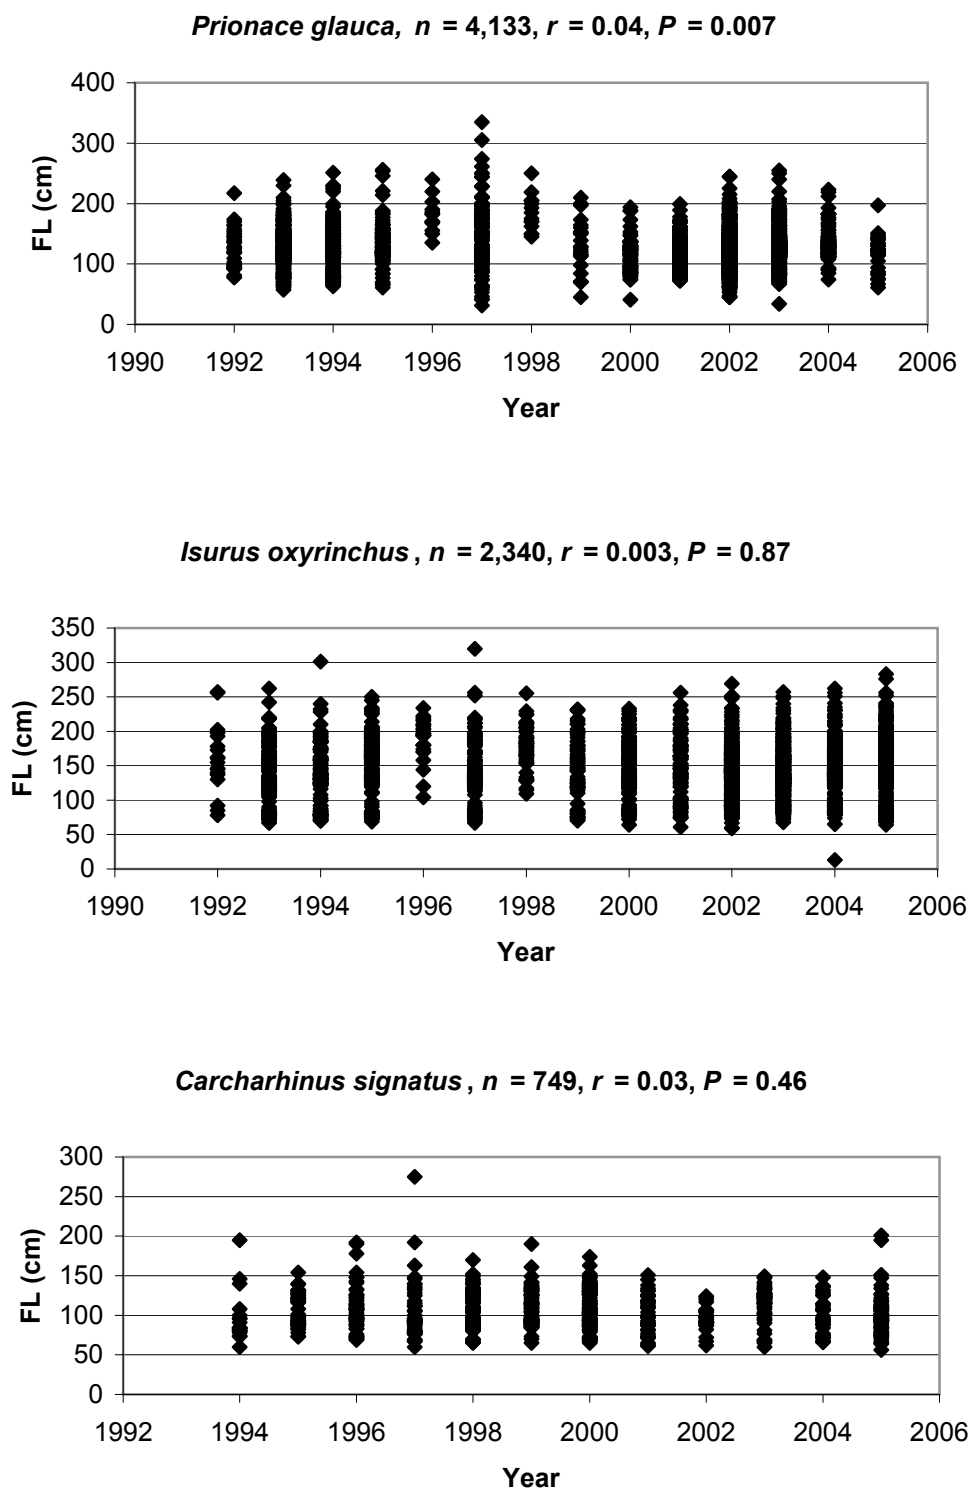 Prionace glauca, n = 4,133, r = 0.04, P = 0.007
400
300
200
100
0
FL (cm)
1990 1992 1994 1996 1998 2000 2002 2004 2006
Year
Isurus oxyrinchus, n = 2,340, r = 0.003, P = 0.87
350
300
250
200
150
100
50
0
FL (cm)
1990 1992 1994 1996 1998 2000 2002 2004 2006
Year
Carcharhinus signatus, n = 749, r = 0.03, P = 0.46
300
250
200
150
100
50
0
FL (cm)
1992 1994 1996 1998 2000 2002 2004 2006
Year